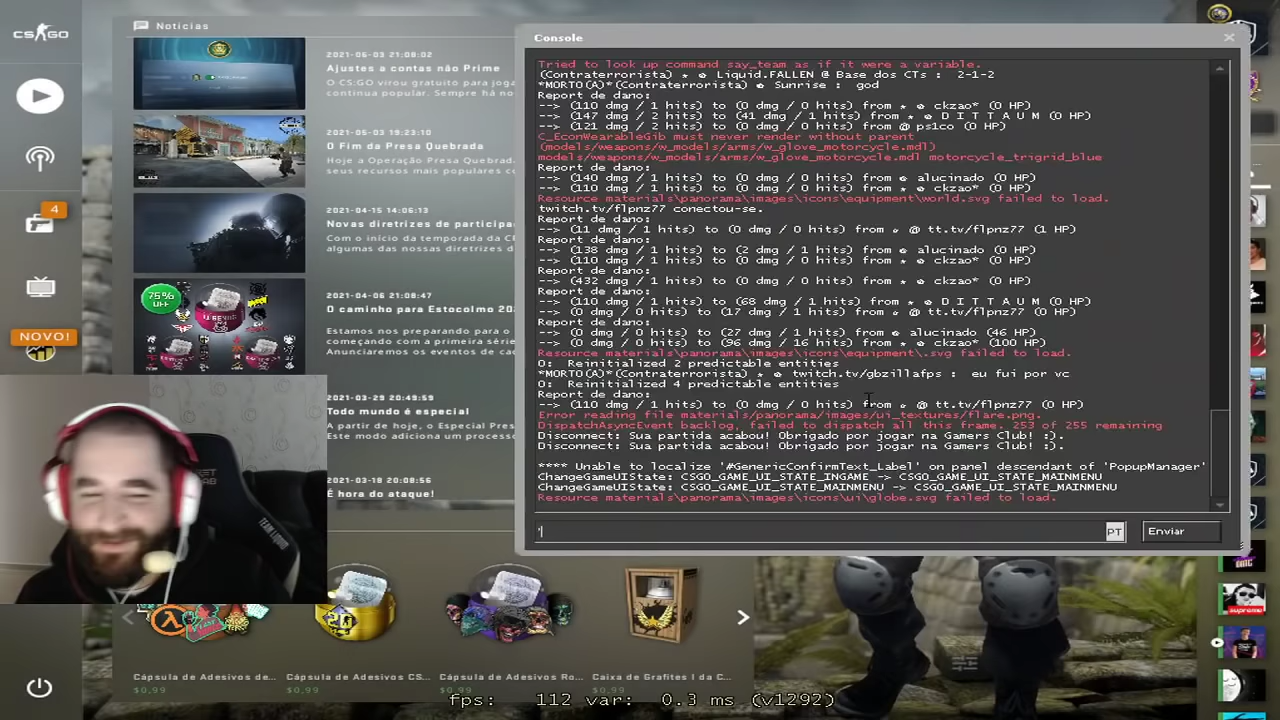 CS:GO
Notícias
2021-06-03 21:08:02
Ajustes a contas não Prime
O CS:GO virou gratuito para joga
continua popular. Sempre há no
2021-05-03 19:23:10
O Fim da Presa Quebrada
Hoje a Operação Presa Quebrada
seus recursos mais populares co
2021-04-15 14:05:13
Novas diretrizes de participa
Com o início da temporada da C
algumas das nossas diretrizes d
75%
OFF
2021-04-06 21:08:47
O caminho para Estocolmo 202
Estamos nos preparando para o
começando com a primeira série
Anunciaremos os eventos de cad
2021-03-29 20:49:59
Todo mundo é especial
A partir de hoje, o Especial Pres
Este modo adiciona um processo
2021-03-18 20:08:56
É hora do ataque!
4
NOVO!
Console
Tried to look up command say_team as if it were a variable.
(Contraterrorista) ★ Liquid.FALLEN @ Base dos CTs : 2-1-2
*MORTO(A)*(Contraterrorista) Sunrise : god
Report de dano:
--> (110 dmg / 1 hits) to (0 dmg / 0 hits) from ★ ckzao* (0 HP)
--> (147 dmg / 2 hits) to (41 dmg / 1 hits) from ★ D I T T A U M (0 HP)
--> (121 dmg / 2 hits) to (0 dmg / 0 hits) from @ ps1co (0 HP)
C_EconWearableGib must never render without parent
(models/weapons/w_models/arms/w_glove_motorcycle.mdl)
models/weapons/w_models/arms/w_glove_motorcycle.mdl motorcycle_trigrid_blue
Report de dano:
--> (140 dmg / 1 hits) to (0 dmg / 0 hits) from alucinado (0 HP)
--> (110 dmg / 1 hits) to (0 dmg / 0 hits) from ★ ckzao* (0 HP)
Resource materials\panorama\images\icons\equipment\world.svg failed to load.
twitch.tv/flpnz77 conectou-se.
Report de dano:
--> (11 dmg / 1 hits) to (0 dmg / 0 hits) from @ tt.tv/flpnz77 (1 HP)
Report de dano:
--> (138 dmg / 1 hits) to (2 dmg / 1 hits) from alucinado (0 HP)
--> (110 dmg / 1 hits) to (0 dmg / 0 hits) from ★ ckzao* (0 HP)
Report de dano:
--> (432 dmg / 1 hits) to (0 dmg / 0 hits) from ★ ckzao* (0 HP)
Report de dano:
--> (110 dmg / 1 hits) to (68 dmg / 1 hits) from ★ D I T T A U M (0 HP)
--> (0 dmg / 0 hits) to (17 dmg / 1 hits) from @ tt.tv/flpnz77 (0 HP)
Report de dano:
--> (0 dmg / 0 hits) to (27 dmg / 1 hits) from alucinado (46 HP)
--> (0 dmg / 0 hits) to (96 dmg / 16 hits) from ★ ckzao* (100 HP)
Resource materials\panorama\images\icons\equipment\.svg failed to load.
0: Reinitialized 2 predictable entities
*MORTO(A)*(Contraterrorista) ★ twitch.tv/gbzillafps : eu fui por vc
0: Reinitialized 4 predictable entities
Report de dano:
--> (110 dmg / 1 hits) to (0 dmg / 0 hits) from @ tt.tv/flpnz77 (0 HP)
Error reading file materials/panorama/images/ui_textures/flare.png.
DispatchAsyncEvent backlog, failed to dispatch all this frame. 253 of 255 remaining
Disconnect: Sua partida acabou! Obrigado por jogar na Gamers Club! :).
Disconnect: Sua partida acabou! Obrigado por jogar na Gamers Club! :).
**** Unable to localize '#GenericConfirmText_Label' on panel descendant of 'PopupManager'
ChangeGameUIState: CSGO_GAME_UI_STATE_INGAME -> CSGO_GAME_UI_STATE_MAINMENU
ChangeGameUIState: CSGO_GAME_UI_STATE_MAINMENU -> CSGO_GAME_UI_STATE_MAINMENU
Resource materials\panorama\images\icons\ui\globe.svg failed to load.
PT
Enviar
TEAM LIQUID
Cápsula de Adesivos de...
$0,99
Cápsula de Adesivos CS...
$0,99
Cápsula de Adesivos Ro...
$0,99
Caixa de Grafites I da C...
$0,99
fps: 112 var: 0.3 ms (v1292)
supreme